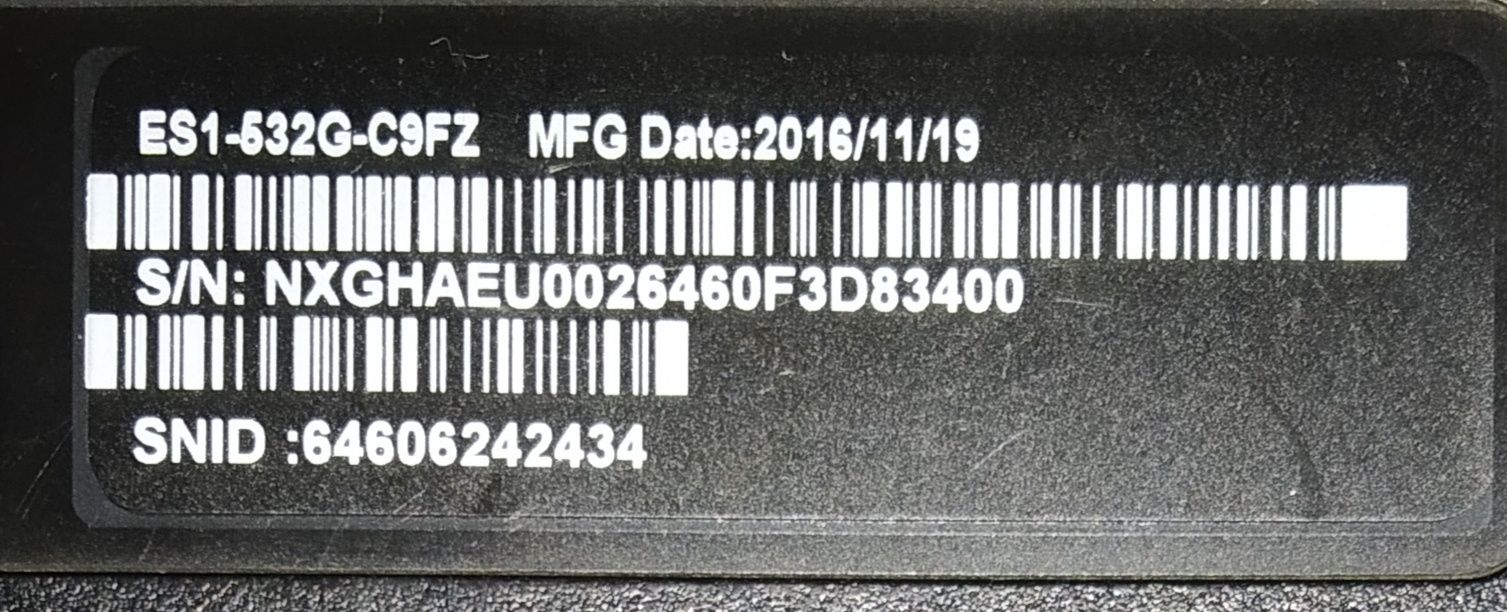 ES1-532G-C9FZ MFG Date:2016/11/19
S/N: NXGHAEU0026460F3D83400
SNID :64606242434